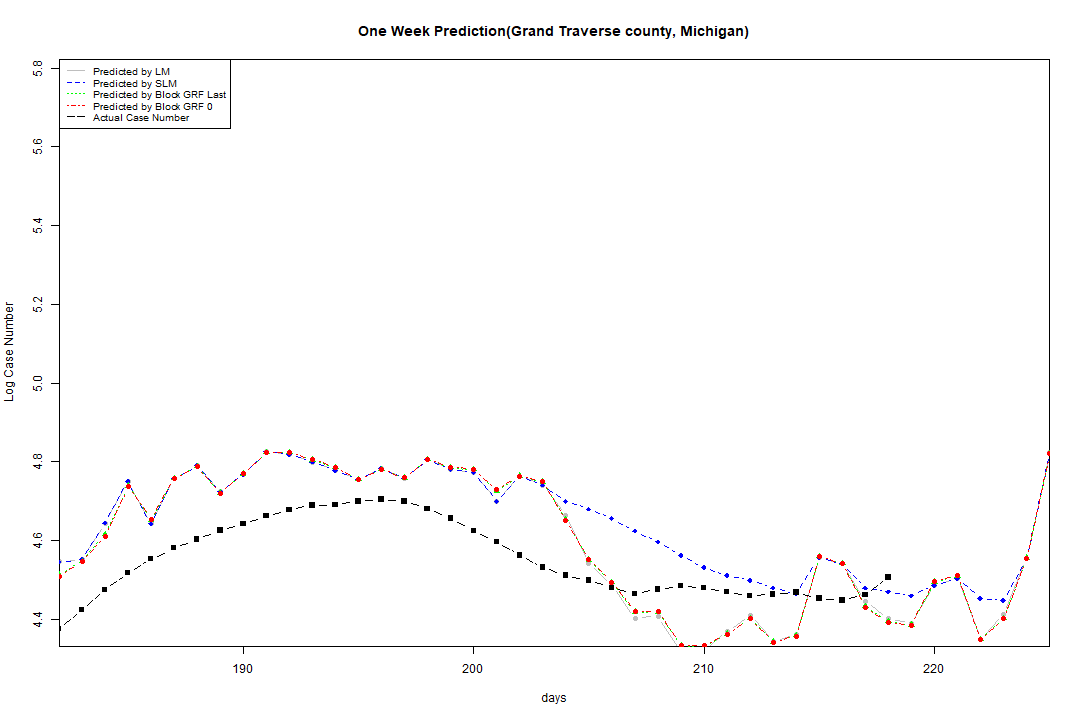 One Week Prediction(Grand Traverse county, Michigan)
Predicted by LM
Predicted by SLM
Predicted by Block GRF Last
Predicted by Block GRF 0
Actual Case Number
5.8
5.6
5.4
5.2
5.0
4.8
4.6
4.4
Log Case Number
190
200
210
220
days